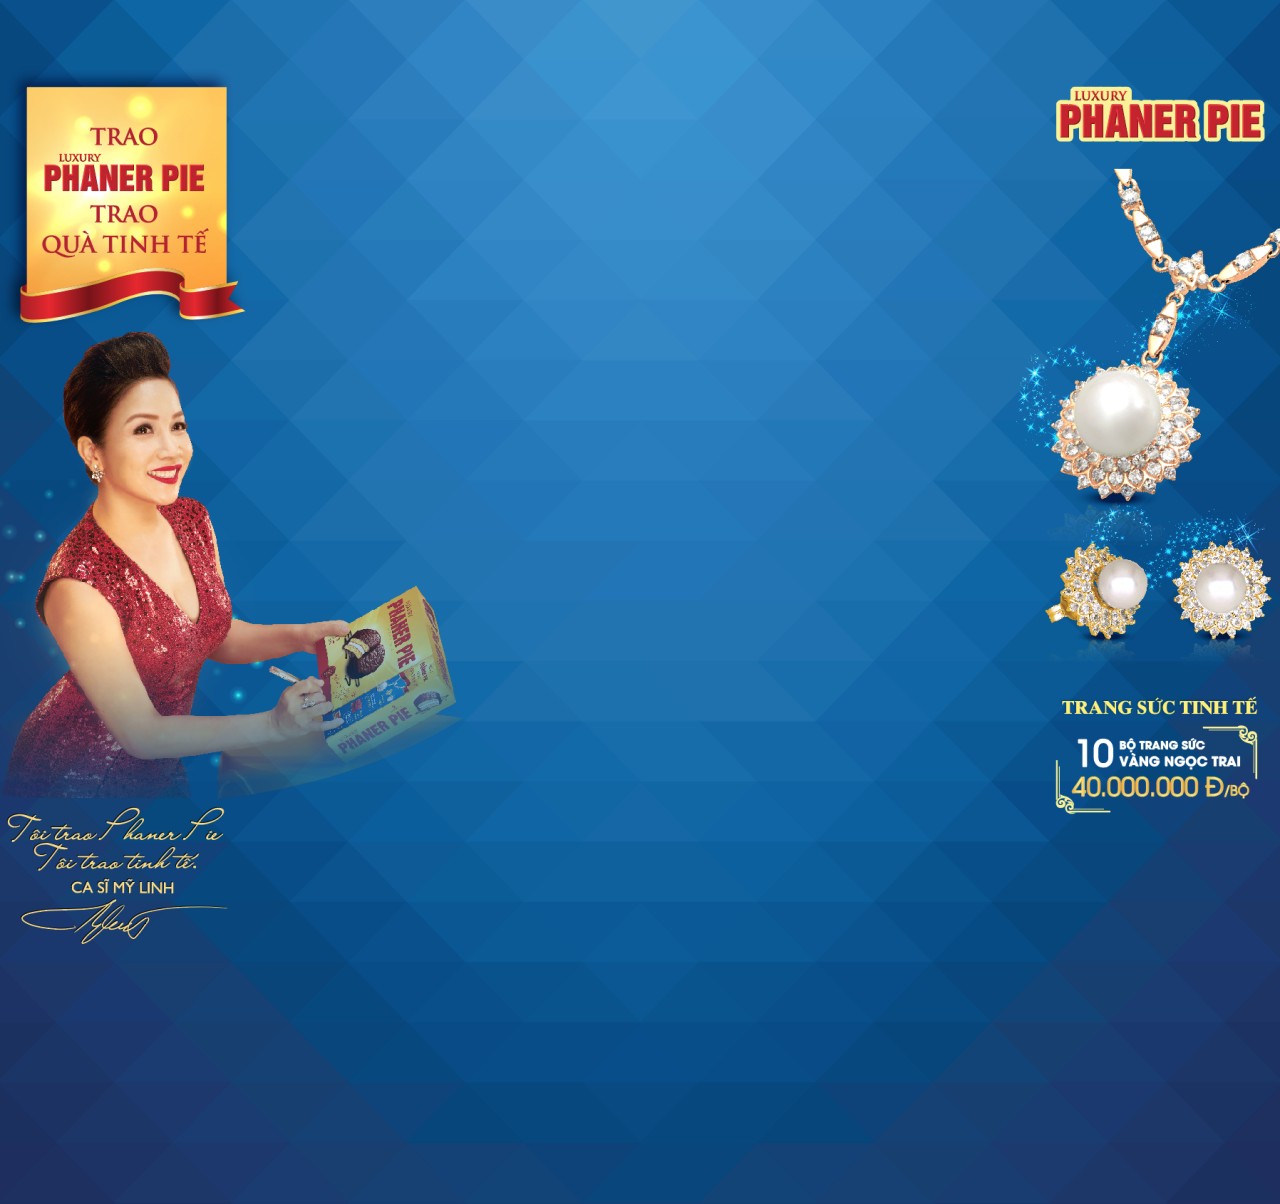 TRAO
LUXURY
PHANER PIE
TRAO
QUÀ TINH TẾ
LUXURY
PHANER PIE
PHANER PIE
PHANER PIE
TRANG SỨC TINH TẾ
10 BỘ TRANG SỨC
VÀNG NGỌC TRAI
40.000.000 Đ/BỘ
Tôi trao Phaner Pie
Tôi trao tinh tế.
CA SĨ MỸ LINH